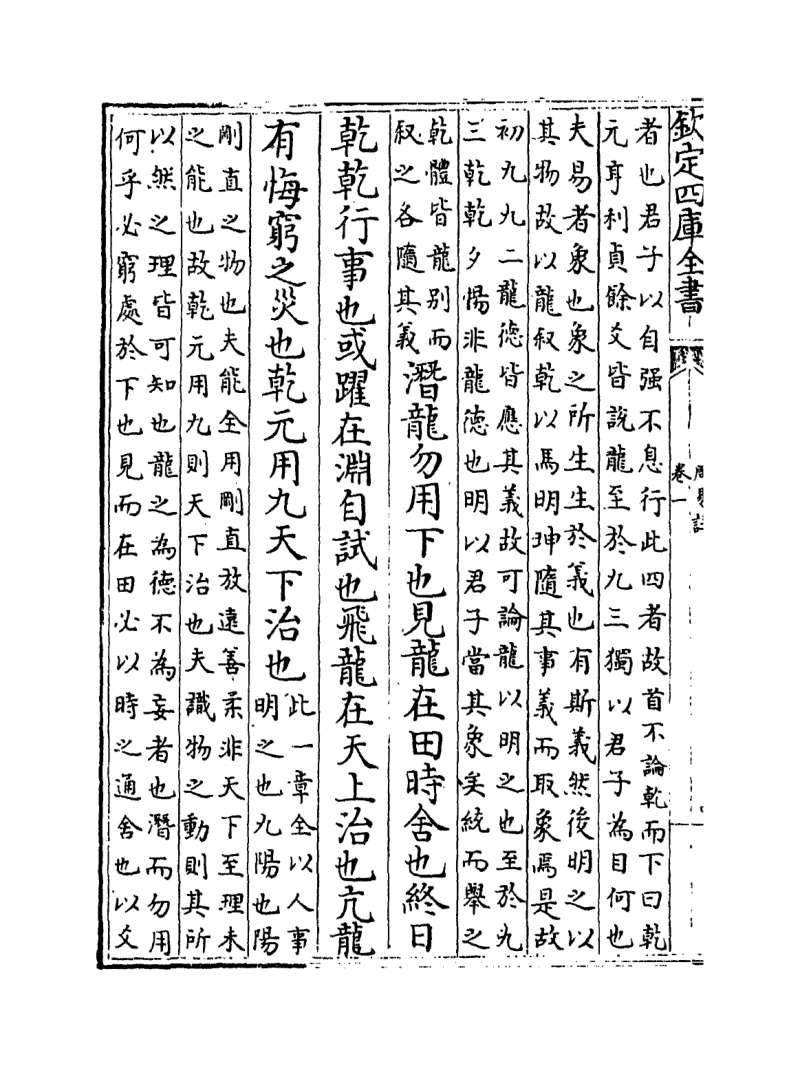 欽定四庫全書
卷一
者也君子以自强不息行此四者故首不論乾而下曰乾
元亨利貞餘爻皆説龍至於九三獨以君子為目何也
夫易者象也象之所生生於義也有斯義然後明之以
其物故以龍叙乾以馬明坤隨其事義而取象焉是故
初九九二龍德皆應其義故可論龍以明之也至於九
三乾乾夕惕非龍德也明以君子當其象矣統而舉之
乾體皆龍别而
叙之各隨其義
潛龍勿用下也見龍在田時舍也終日
乾乾行事也或躍在淵自試也飛龍在天上治也亢龍
有悔窮之災也乾元用九天下治也
此一章全以人事
明之也九陽也陽
剛直之物也夫能全用剛直放遠善柔非天下至理未
之能也故乾元用九則天下治也夫識物之動則其所
以然之理皆可知也龍之為德不為妄者也潛而勿用
何乎必窮處於下也見而在田必以時之通舍也以爻